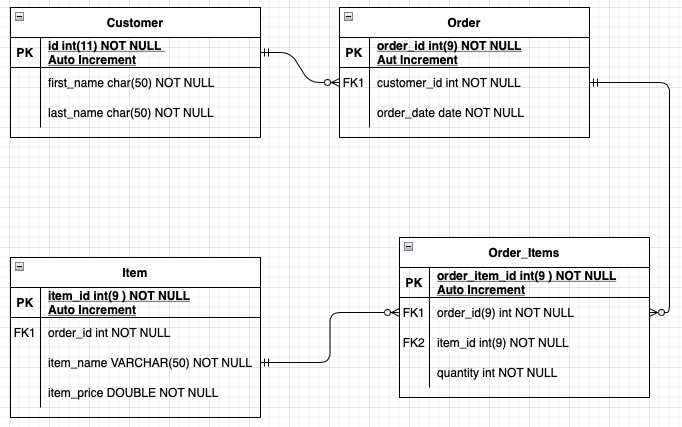 Customer
PK
id int(11) NOT NULL
Auto Increment
first_name char(50) NOT NULL
last_name char(50) NOT NULL
Order
PK
order_id int(9) NOT NULL
Aut Increment
FK1 customer_id int NOT NULL
order_date date NOT NULL
Item
PK
item_id int(9 ) NOT NULL
Auto Increment
FK1 order_id int NOT NULL
item_name VARCHAR(50) NOT NULL
item_price DOUBLE NOT NULL
Order_Items
PK
order_item_id int(9 ) NOT NULL
Auto Increment
FK1 order_id(9) int NOT NULL
FK2 item_id int(9) NOT NULL
quantity int NOT NULL